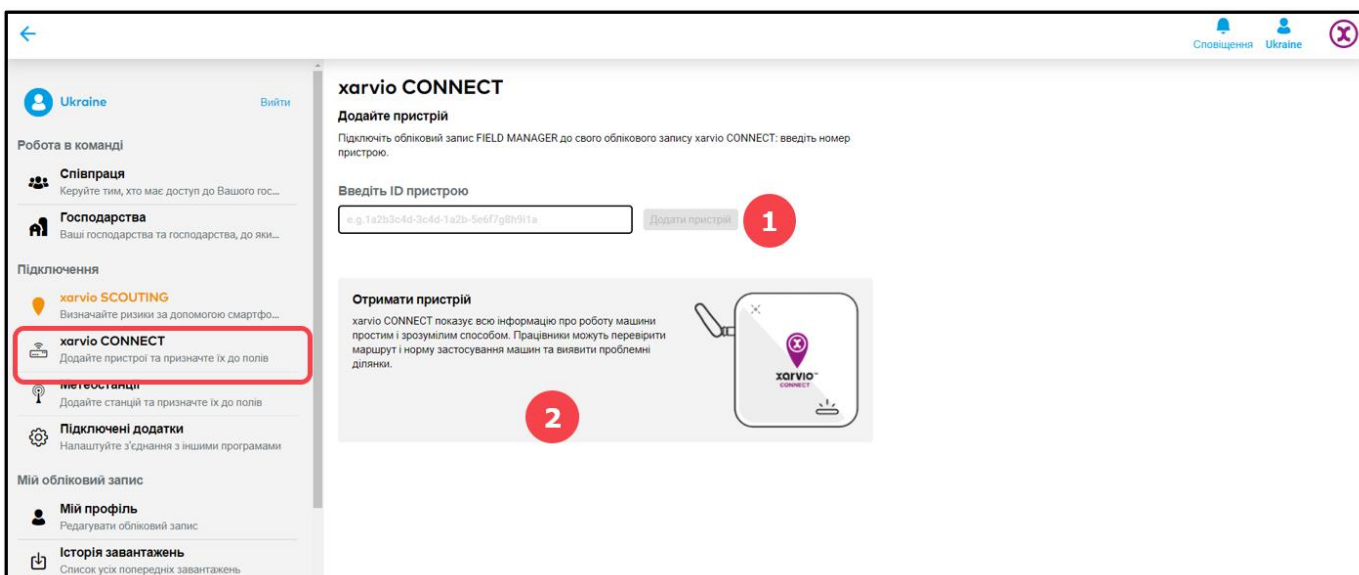 Сповіщення
Ukraine
Ukraine
Вийти
Робота в команді
Співпраця
Керуйте тим, хто має доступ до Вашого гос...
Господарства
Ваші господарства та господарства, до яки...
Підключення
xarvio SCOUTING
Визначайте ризики за допомогою смартфо...
xarvio CONNECT
Додайте пристрої та призначте їх до полів
Метеостанції
Додайте станцій та призначте їх до полів
Підключені додатки
Налаштуйте з'єднання з іншими програмами
Мій обліковий запис
Мій профіль
Редагувати обліковий запис
Історія завантажень
Список усіх попередніх завантажень
xarvio CONNECT
Додайте пристрій
Підключіть обліковий запис FIELD MANAGER до свого облікового запису xarvio CONNECT: введіть номер
пристрою.
Введіть ID пристрою
e.g.1a2b3c4d-3c4d-1a2b-5e6f7g8h9i1a
Додати пристрій
1
Отримати пристрій
xarvio CONNECT показує всю інформацію про роботу машини
простим і зрозумілим способом. Працівники можуть перевірити
маршрут і норму застосування машин та виявити проблемні
ділянки.
2
xarvio™
CONNECT